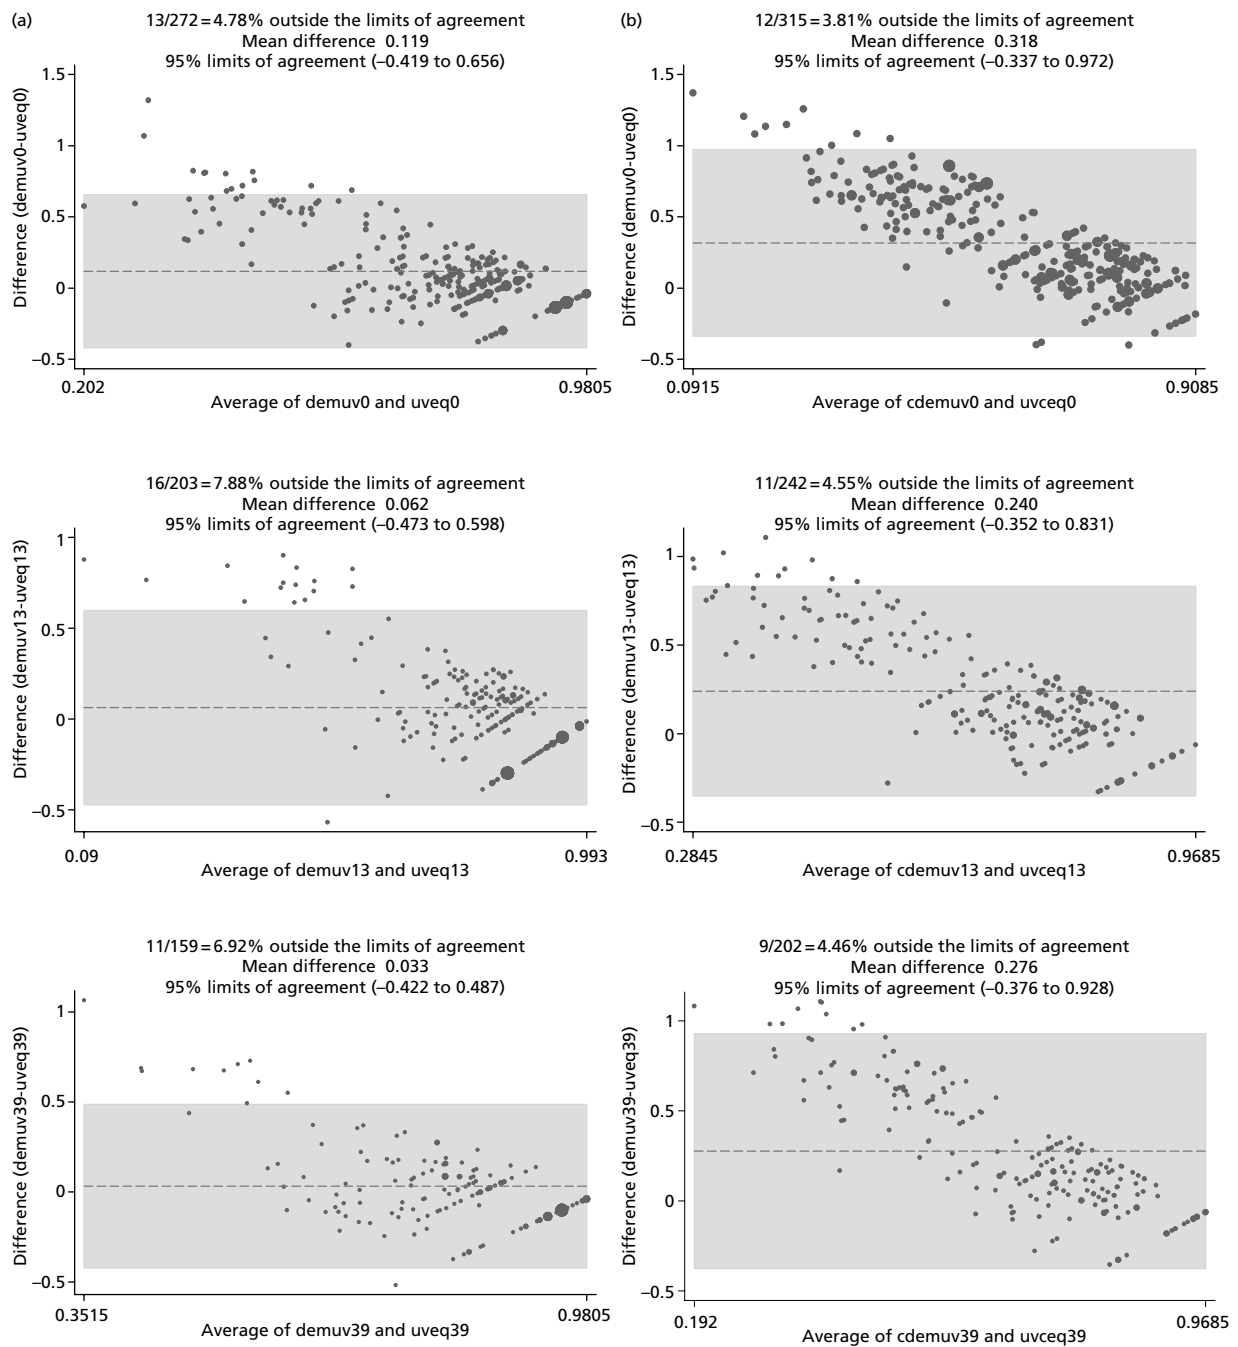 (a)
13/272=4.78% outside the limits of agreement
Mean difference 0.119
95% limits of agreement (–0.419 to 0.656)
Difference (demuv0-uveq0)
1.5
1
0.5
0
–0.5
0.202
0.9805
Average of demuv0 and uveq0
(b)
12/315=3.81% outside the limits of agreement
Mean difference 0.318
95% limits of agreement (–0.337 to 0.972)
Difference (demuv0-uveq0)
1.5
1
0.5
0
–0.5
0.0915
0.9085
Average of cdemuv0 and uvceq0
16/203=7.88% outside the limits of agreement
Mean difference 0.062
95% limits of agreement (–0.473 to 0.598)
Difference (demuv13-uveq13)
1
0.5
0
–0.5
0.09
0.993
Average of demuv13 and uveq13
11/242=4.55% outside the limits of agreement
Mean difference 0.240
95% limits of agreement (–0.352 to 0.831)
Difference (demuv13-uveq13)
1
0.5
0
–0.5
0.2845
0.9685
Average of cdemuv13 and uvceq13
11/159=6.92% outside the limits of agreement
Mean difference 0.033
95% limits of agreement (–0.422 to 0.487)
Difference (demuv39-uveq39)
1
0.5
0
–0.5
0.3515
0.9805
Average of demuv39 and uveq39
9/202=4.46% outside the limits of agreement
Mean difference 0.276
95% limits of agreement (–0.376 to 0.928)
Difference (demuv39-uveq39)
1
0.5
0
–0.5
0.192
0.9685
Average of cdemuv39 and uvceq39